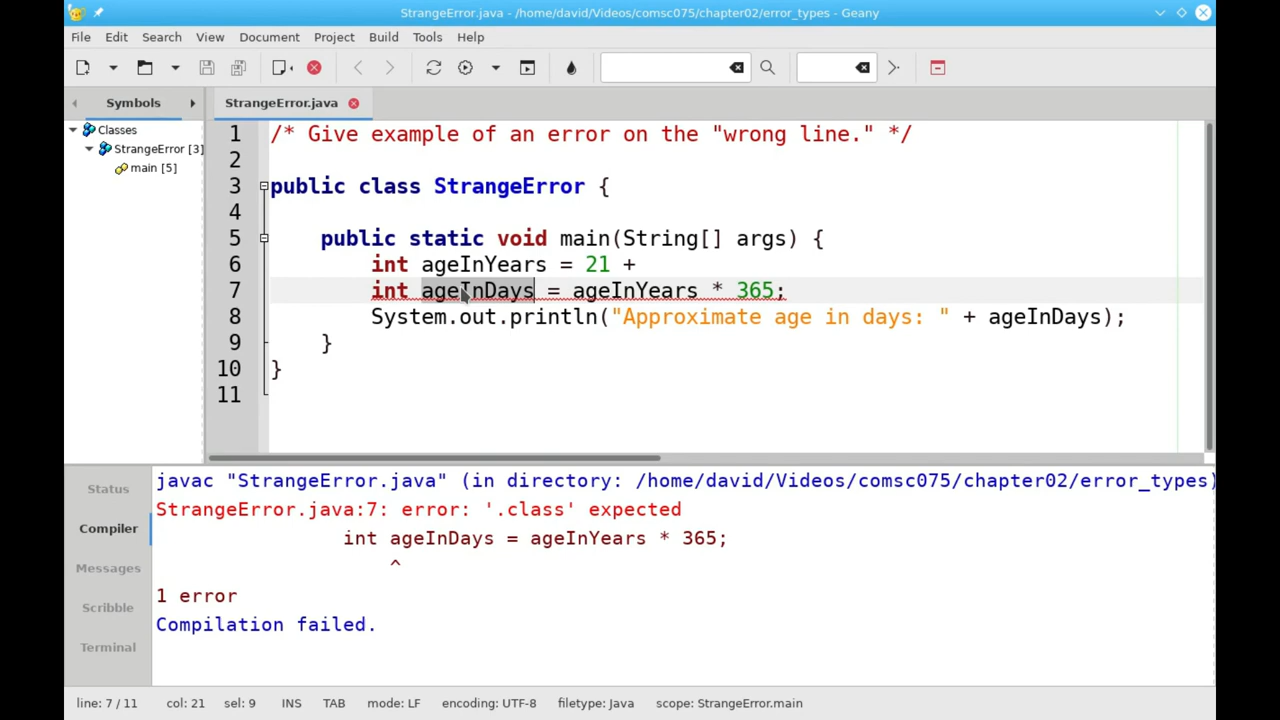 StrangeError.java - /home/david/Videos/comsc075/chapter02/error_types - Geany
File Edit Search View Document Project Build Tools Help
Symbols
StrangeError.java
Classes
StrangeError [3]
main [5]
1 /* Give example of an error on the "wrong line." */
2
3 public class StrangeError {
4
5 public static void main(String[] args) {
6 int ageInYears = 21 +
7 int ageInDays = ageInYears * 365;
8 System.out.println("Approximate age in days: " + ageInDays);
9 }
10 }
11
Status
Compiler
Messages
Scribble
Terminal
javac "StrangeError.java" (in directory: /home/david/Videos/comsc075/chapter02/error_types)
StrangeError.java:7: error: '.class' expected
int ageInDays = ageInYears * 365;
^
1 error
Compilation failed.
line: 7 / 11 col: 21 sel: 9 INS TAB mode: LF encoding: UTF-8 filetype: Java scope: StrangeError.main